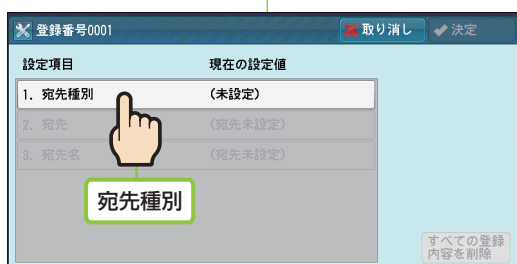 登録番号0001
取り消し
決定
設定項目 現在の設定値
1. 宛先種別 (未設定)
2. 宛先 (宛先未設定)
3. 宛先名 (宛先未設定)
宛先種別
すべての登録
内容を削除